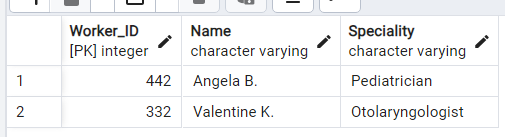 Worker_ID Name Speciality
[PK] integer character varying character varying
1 442 Angela B. Pediatrician
2 332 Valentine K. Otolaryngologist